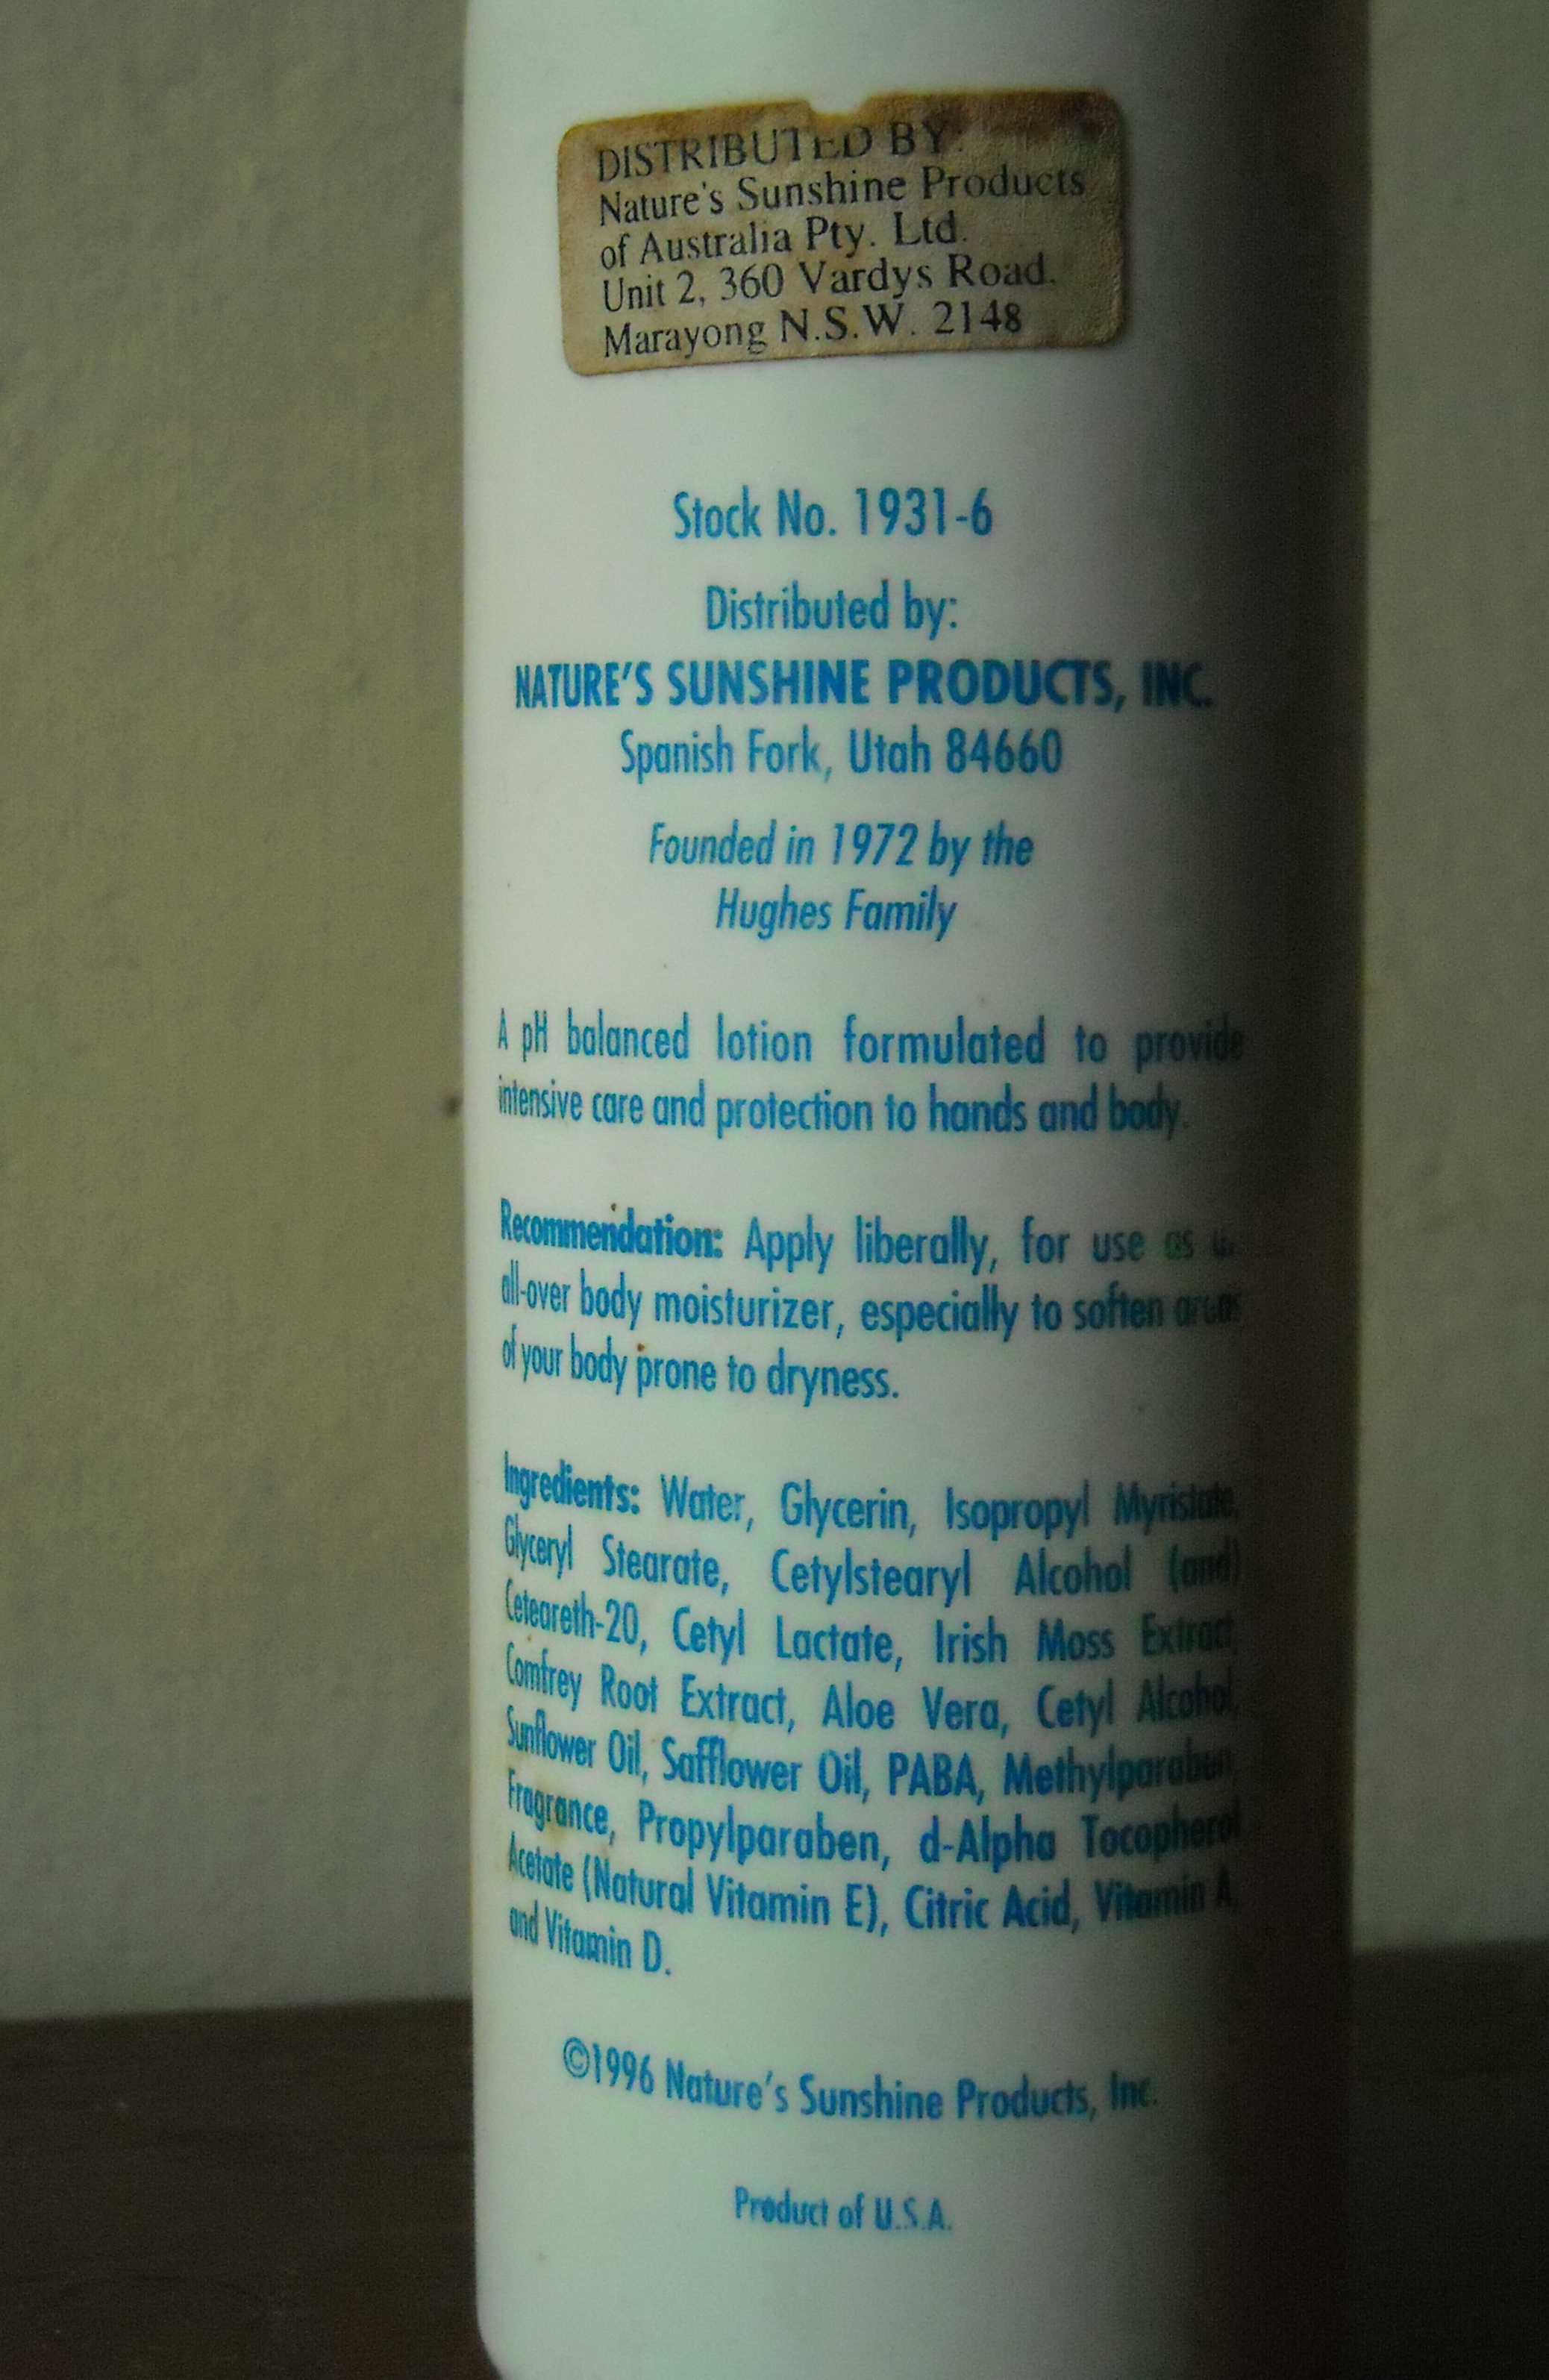 DISTRIBUTED BY:
Nature's Sunshine Products
of Australia Pty. Ltd.
Unit 2, 360 Vardys Road.
Marayong N.S.W. 2148
Stock No. 1931-6
Distributed by:
NATURE'S SUNSHINE PRODUCTS, INC.
Spanish Fork, Utah 84660
Founded in 1972 by the
Hughes Family
A pH balanced lotion formulated to provide
intensive care and protection to hands and body.
Recommendation: Apply liberally, for use as
all-over body moisturizer, especially to soften areas
of your body prone to dryness.
Ingredients: Water, Glycerin, Isopropyl Myristate,
Glyceryl Stearate, Cetylstearyl Alcohol (and)
Ceteareth-20, Cetyl Lactate, Irish Moss Extract
Comfrey Root Extract, Aloe Vera, Cetyl Alcohol,
Sunflower Oil, Safflower Oil, PABA, Methylparaben
Fragrance, Propylparaben, d-Alpha Tocopherol
Acetate (Natural Vitamin E), Citric Acid, Vitamin A,
and Vitamin D.
©1996 Nature's Sunshine Products, Inc.
Product of U.S.A.